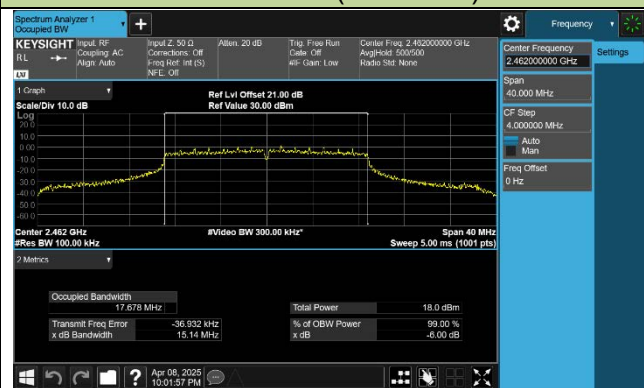 Spectrum Analyzer 1
Occupied BW
Frequency
KEYSIGHT
RL
LXI
Input: RF
Coupling: AC
Align: Auto
Input Z: 50 Ω
Corrections: Off
Freq Ref: Int (S)
NFE: Off
Atten: 20 dB
Trig: Free Run
Gate: Off
#IF Gain: Low
Center Freq: 2.462000000 GHz
Avg|Hold: 500/500
Radio Std: None
Center Frequency
2.462000000 GHz
Settings
Span
40.000 MHz
CF Step
4.000000 MHz
Auto
Man
Freq Offset
0 Hz
1 Graph
Scale/Div 10.0 dB
Ref Lvl Offset 21.00 dB
Ref Value 30.00 dBm
Log
20.0
10.0
0.00
-10.0
-20.0
-30.0
-40.0
-50.0
-60.0
Center 2.462 GHz
#Video BW 300.00 kHz*
Span 40 MHz
#Res BW 100.00 kHz
Sweep 5.00 ms (1001 pts)
2 Metrics
Occupied Bandwidth
17.678 MHz
Total Power
18.0 dBm
Transmit Freq Error
-36.932 kHz
% of OBW Power
99.00 %
x dB Bandwidth
15.14 MHz
x dB
-6.00 dB
Apr 08, 2025
10:01:57 PM